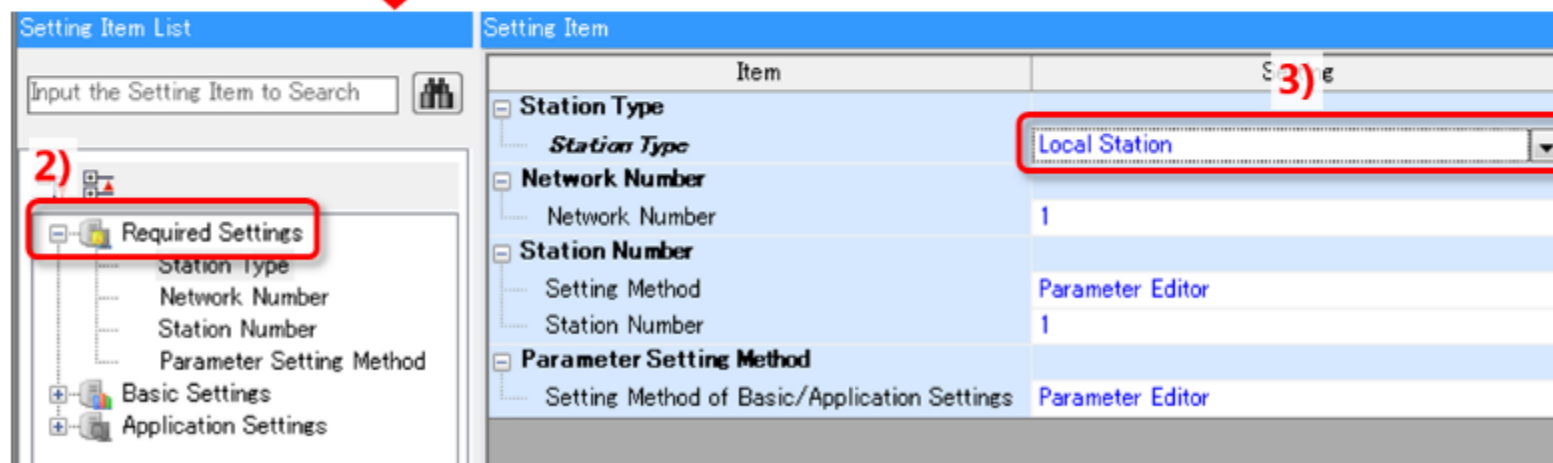 Setting Item List
Input the Setting Item to Search
2)
Required Settings
Station Type
Network Number
Station Number
Parameter Setting Method
Basic Settings
Application Settings
Setting Item
Item
3)
Station Type
Station Type Local Station
Network Number
Network Number 1
Station Number
Setting Method Parameter Editor
Station Number 1
Parameter Setting Method
Setting Method of Basic/Application Settings Parameter Editor